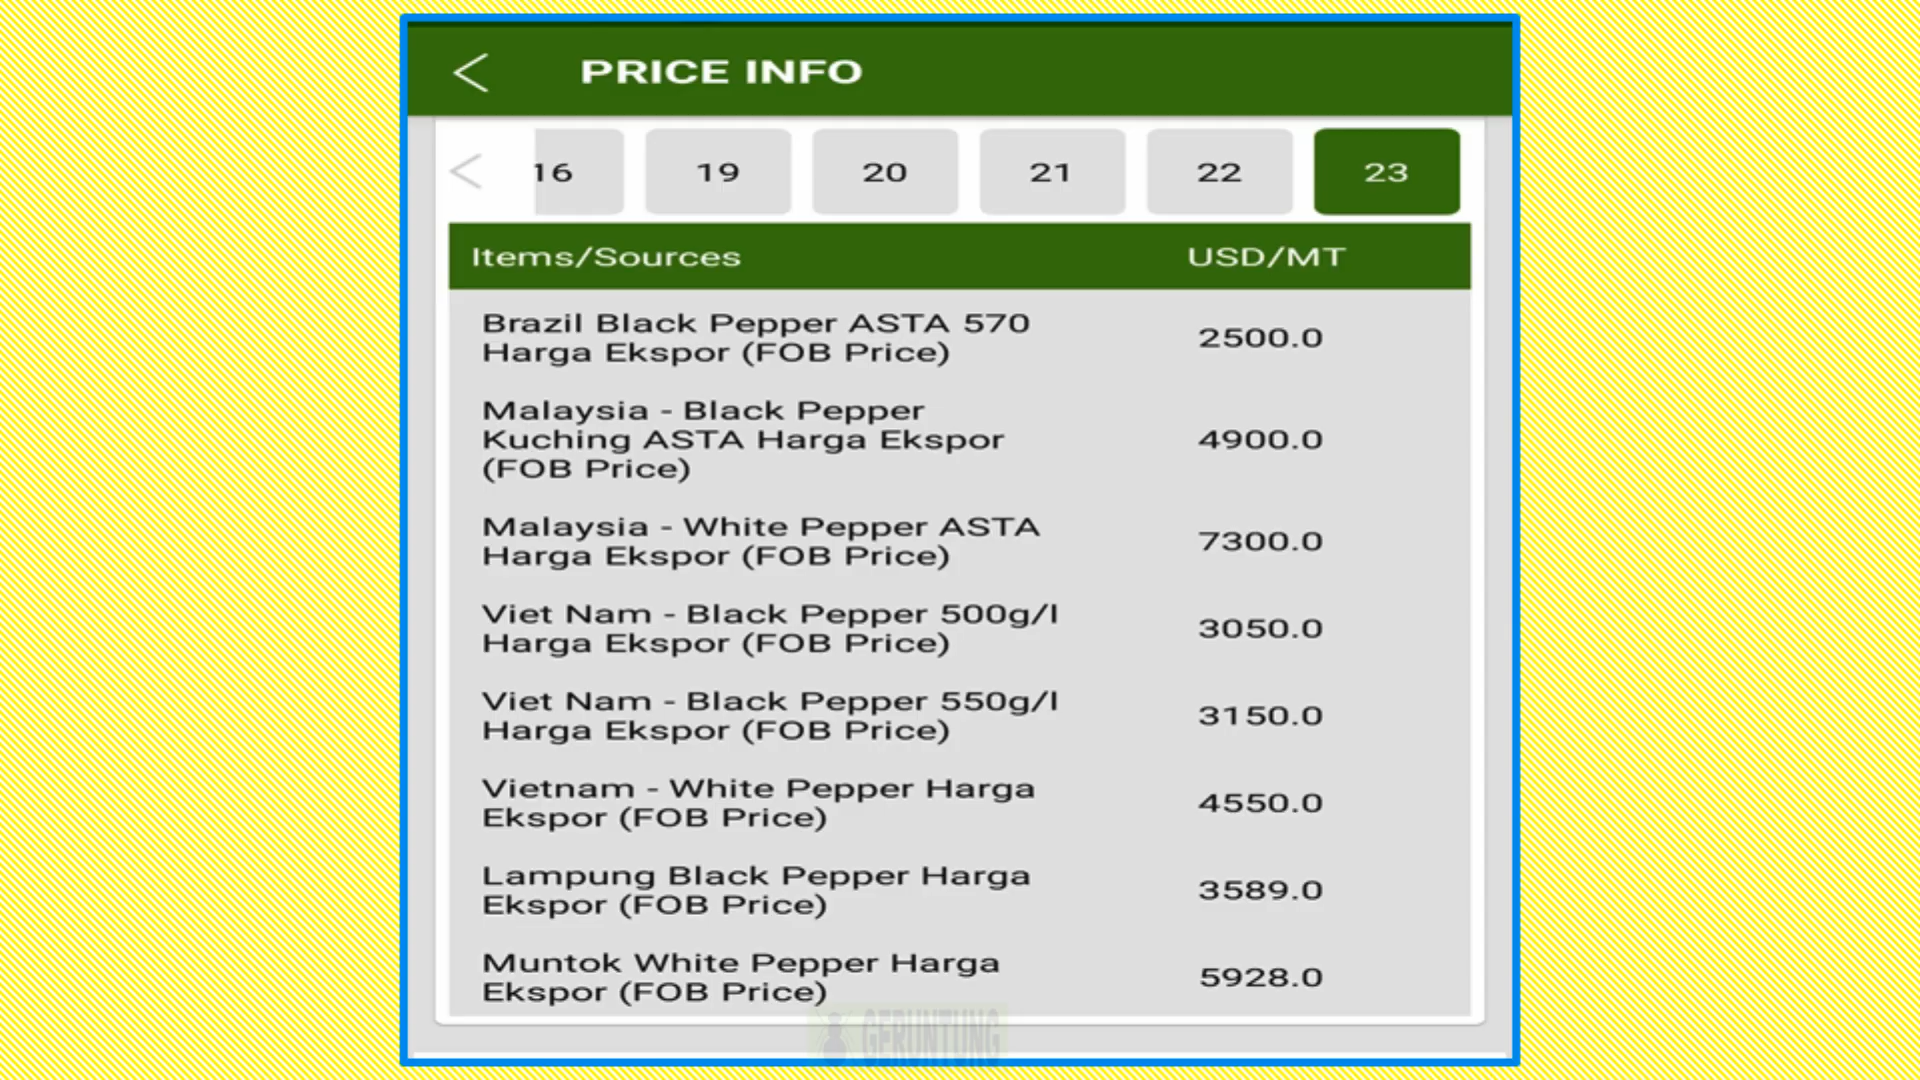 PRICE INFO
16 19 20 21 22 23
Items/Sources USD/MT
Brazil Black Pepper ASTA 570
Harga Ekspor (FOB Price)
2500.0
Malaysia - Black Pepper
Kuching ASTA Harga Ekspor
(FOB Price)
4900.0
Malaysia - White Pepper ASTA
Harga Ekspor (FOB Price)
7300.0
Viet Nam - Black Pepper 500g/l
Harga Ekspor (FOB Price)
3050.0
Viet Nam - Black Pepper 550g/l
Harga Ekspor (FOB Price)
3150.0
Vietnam - White Pepper Harga
Ekspor (FOB Price)
4550.0
Lampung Black Pepper Harga
Ekspor (FOB Price)
3589.0
Muntok White Pepper Harga
Ekspor (FOB Price)
5928.0
GERUNTUNG